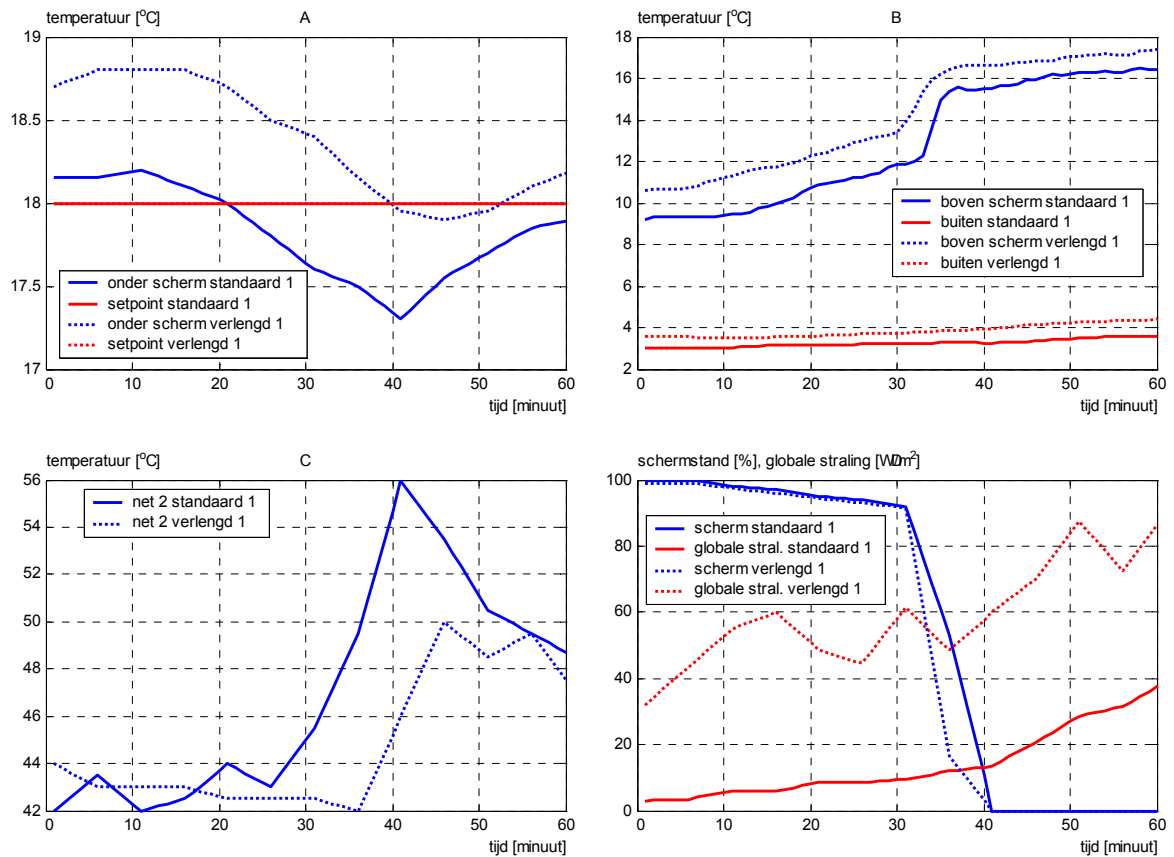 temperatuur [°C] A
19
18.5
18
17.5
17
onder scherm standaard 1
setpoint standaard 1
onder scherm verlengd 1
setpoint verlengd 1
0 10 20 30 40 50 60
tijd [minuut]
temperatuur [°C] B
18
16
14
12
10
8
6
4
2
boven scherm standaard 1
buiten standaard 1
boven scherm verlengd 1
buiten verlengd 1
0 10 20 30 40 50 60
tijd [minuut]
temperatuur [°C] C
56
54
52
50
48
46
44
42
net 2 standaard 1
net 2 verlengd 1
0 10 20 30 40 50 60
tijd [minuut]
schermstand [%], globale straling
100
80
60
40
20
0
scherm standaard 1
globale stral. standaard 1
scherm verlengd 1
globale stral. verlengd 1
0 10 20 30 40 50 60
tijd [minuut]